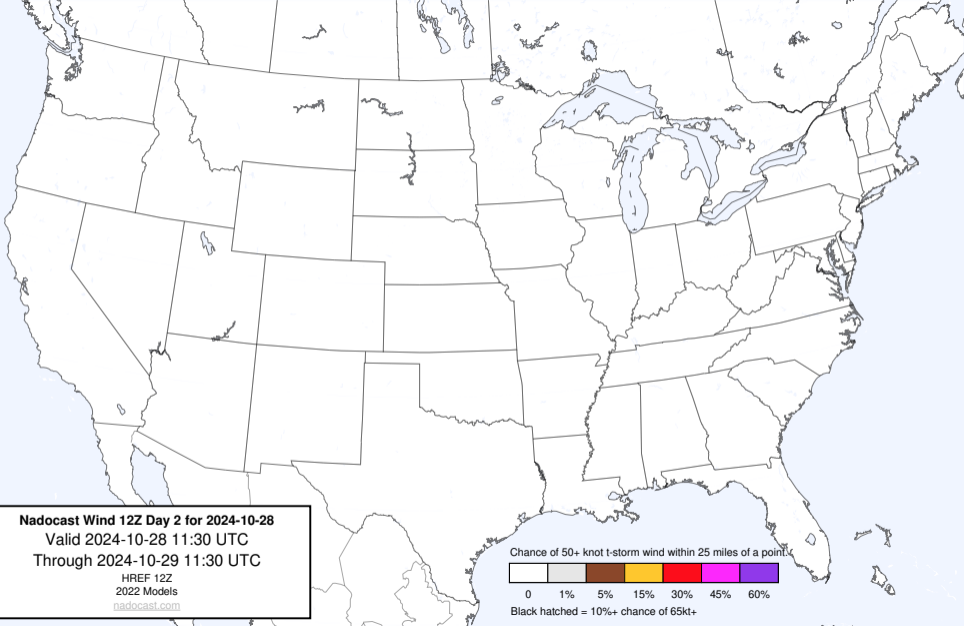 Nadocast Wind 12Z Day 2 for 2024-10-28
Valid 2024-10-28 11:30 UTC
Through 2024-10-29 11:30 UTC
HREF 12Z
2022 Models
nadocast.com
Chance of 50+ knot t-storm wind within 25 miles of a point.
0 1% 5% 15% 30% 45% 60%
Black hatched = 10%+ chance of 65kt+